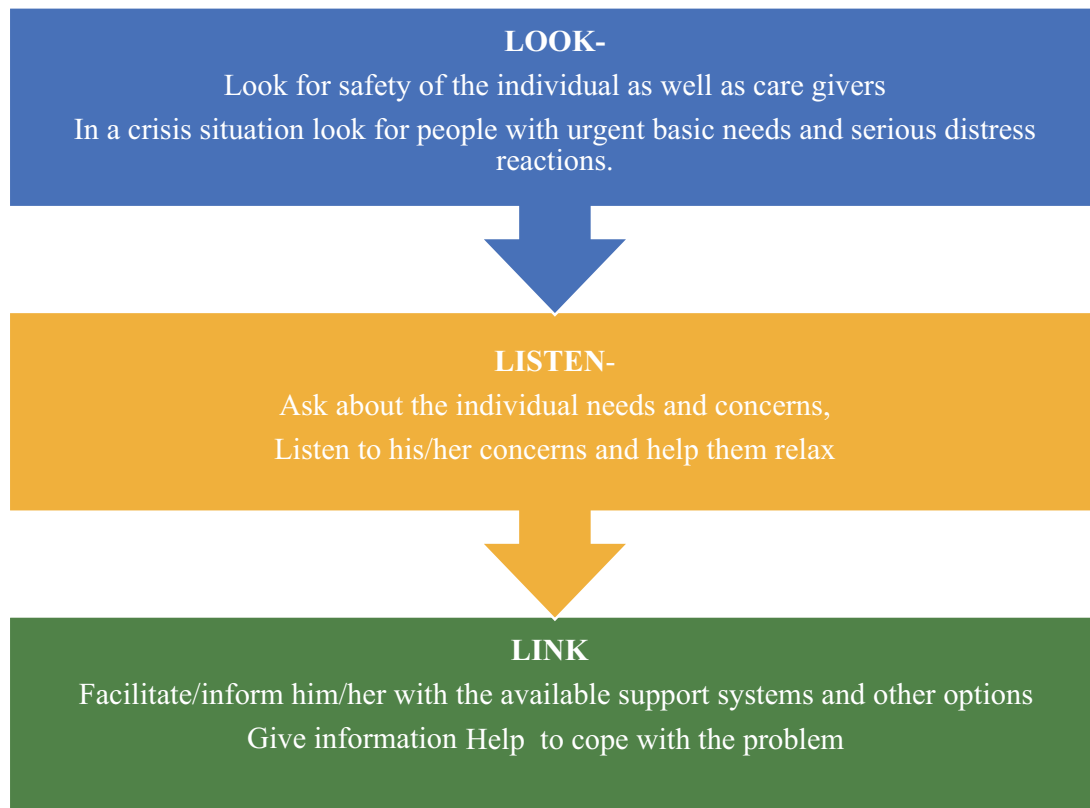 LOOK-
Look for safety of the individual as well as care givers
In a crisis situation look for people with urgent basic needs and serious distress
reactions.
LISTEN-
Ask about the individual needs and concerns,
Listen to his/her concerns and help them relax
LINK
Facilitate/inform him/her with the available support systems and other options
Give information Help  to cope with the problem